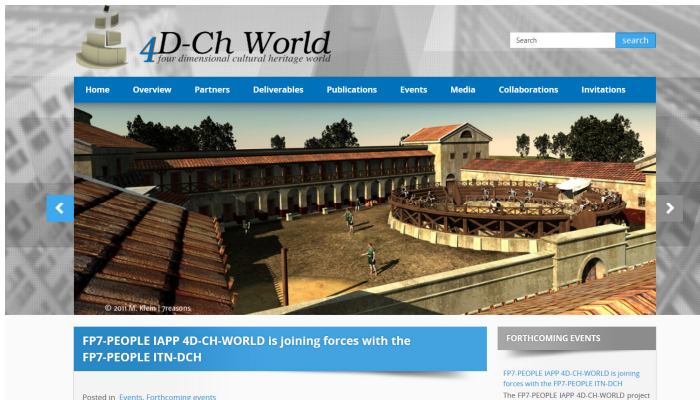 4D-Ch World
four dimensional cultural heritage world
Search
search
Home Overview Partners Deliverables Publications Events Media Collaborations Invitations
© 2011 M. Klein | 7reasons
FP7-PEOPLE IAPP 4D-CH-WORLD is joining forces with the
FP7-PEOPLE ITN-DCH
Posted in Events, Forthcoming events
FORTHCOMING EVENTS
FP7-PEOPLE IAPP 4D-CH-WORLD is joining
forces with the FP7-PEOPLE ITN-DCH
The FP7-PEOPLE IAPP 4D-CH-WORLD project